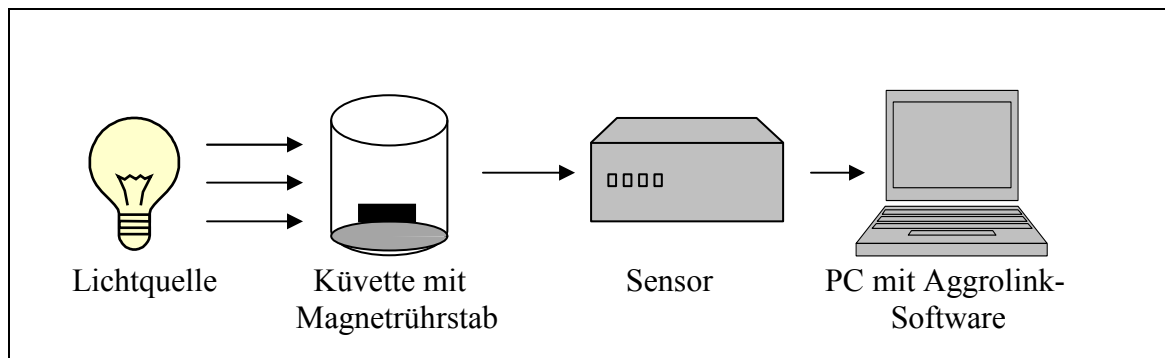 Lichtquelle
Küvette mit
Magnetrührstab
Sensor
PC mit Aggrolink-
Software